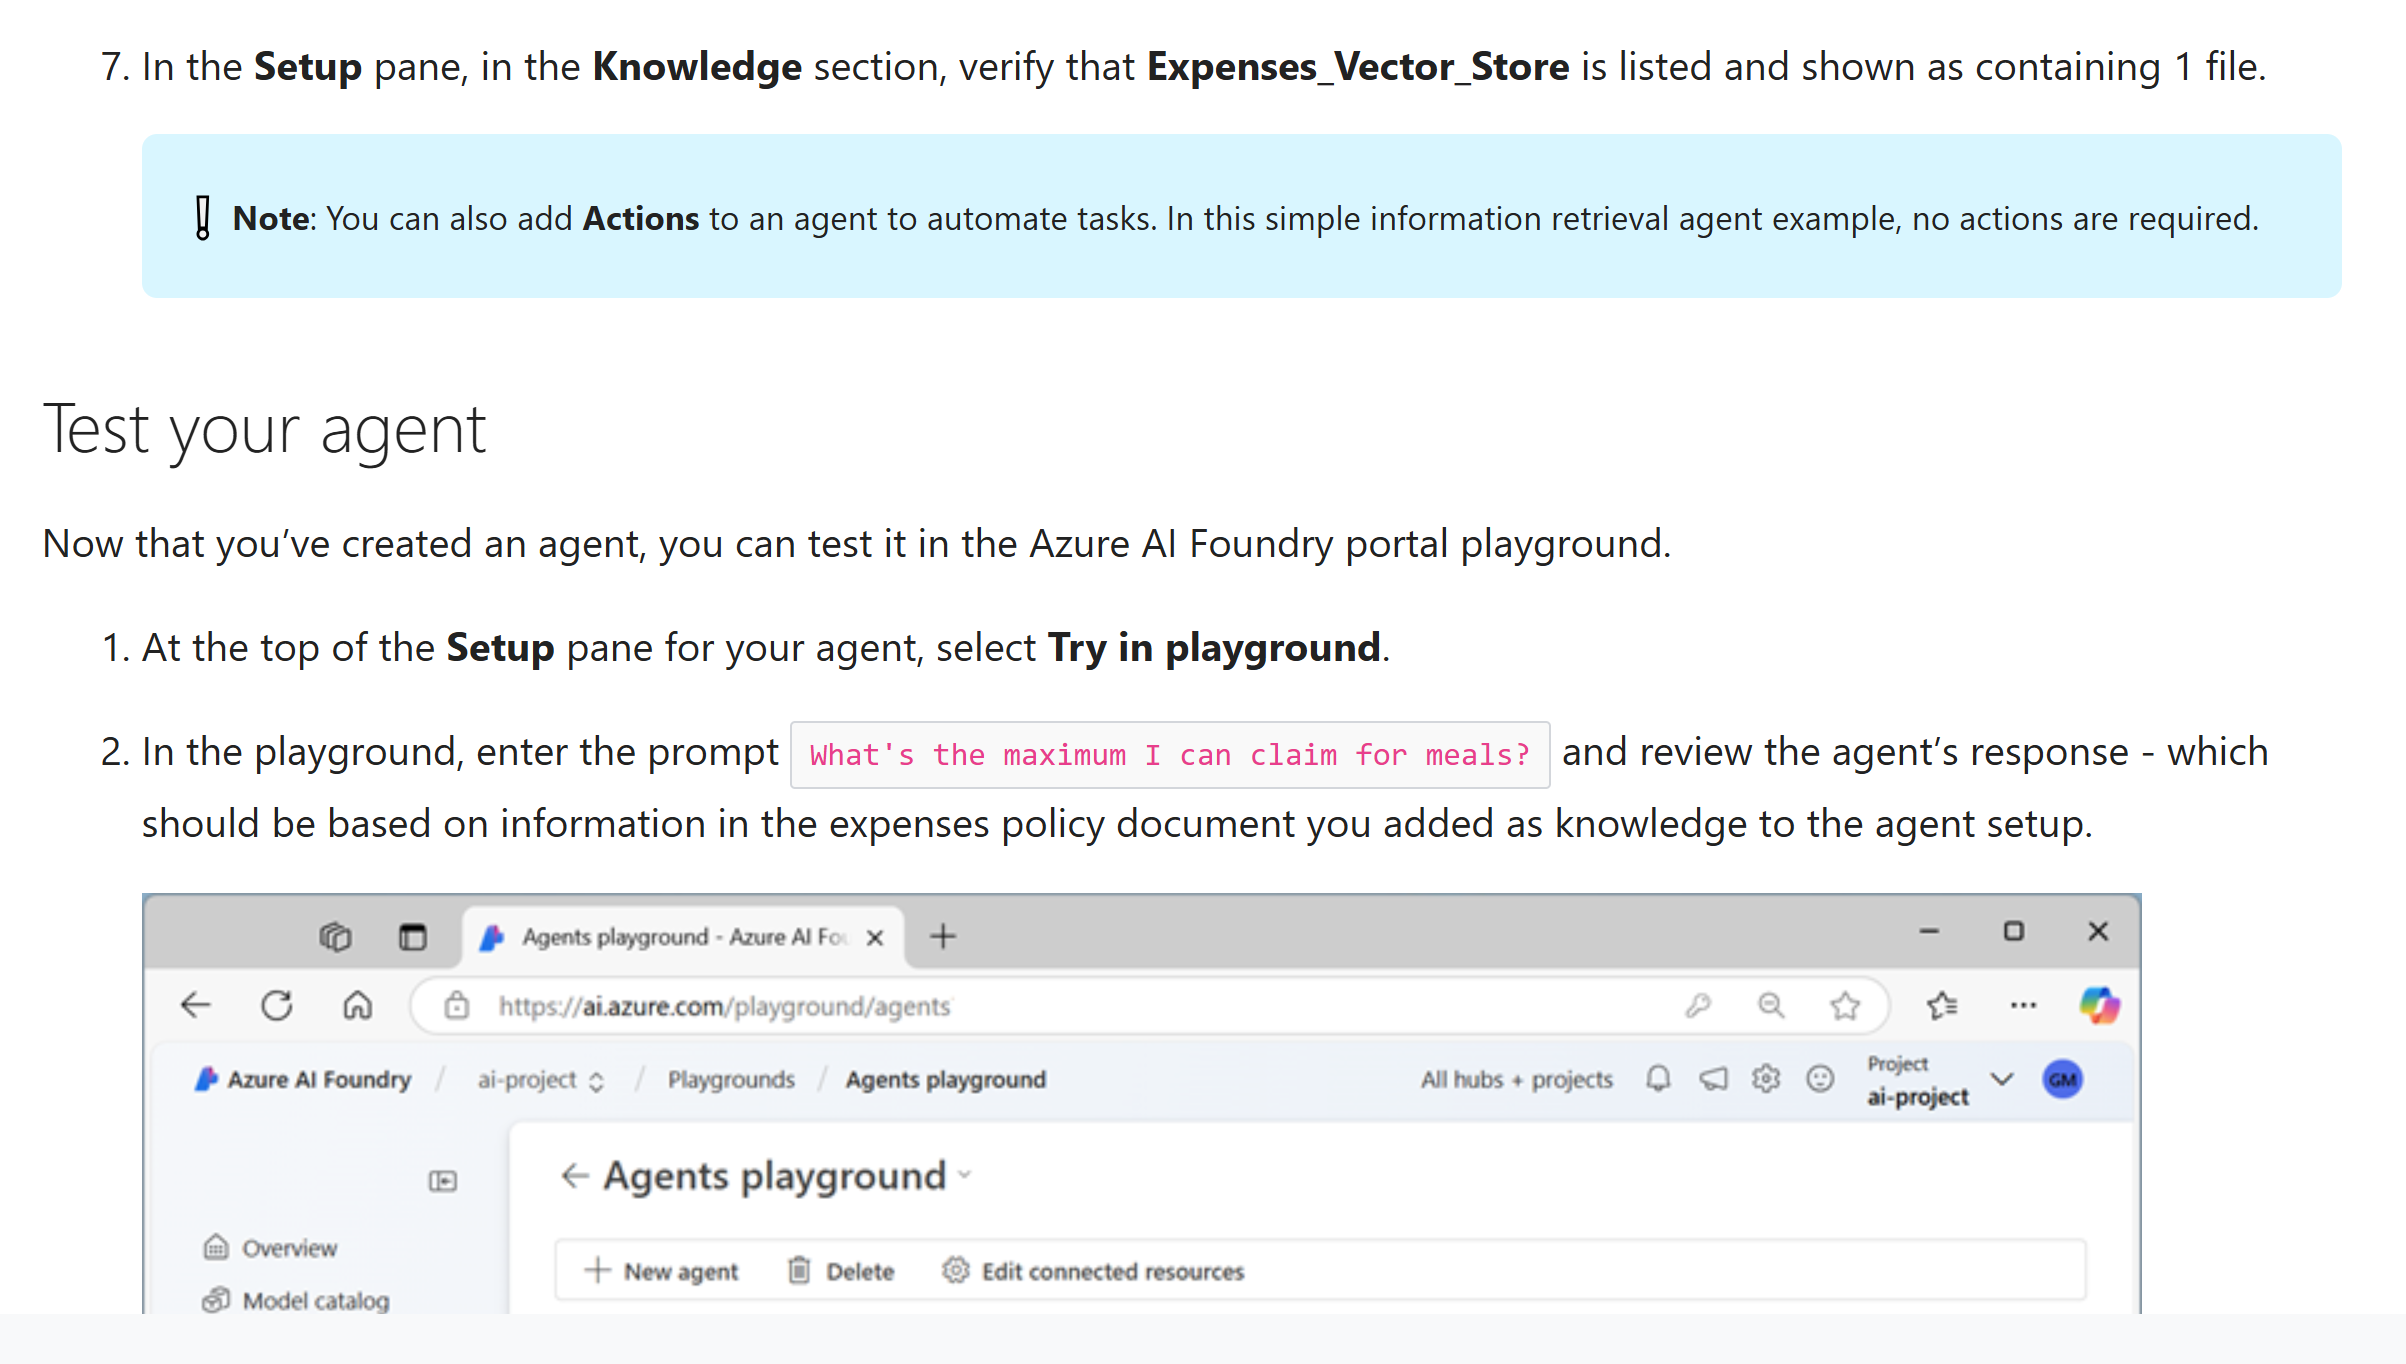 7. In the Setup pane, in the Knowledge section, verify that Expenses_Vector_Store is listed and shown as containing 1 file.
Note: You can also add Actions to an agent to automate tasks. In this simple information retrieval agent example, no actions are required.
Test your agent
Now that you’ve created an agent, you can test it in the Azure AI Foundry portal playground.
1. At the top of the Setup pane for your agent, select Try in playground.
2. In the playground, enter the prompt What's the maximum I can claim for meals? and review the agent’s response - which
should be based on information in the expenses policy document you added as knowledge to the agent setup.
Agents playground - Azure AI Fou
https://ai.azure.com/playground/agents
Azure AI Foundry / ai-project / Playgrounds / Agents playground All hubs + projects Project
ai-project GM
Agents playground
Overview
New agent Delete Edit connected resources
Model catalog